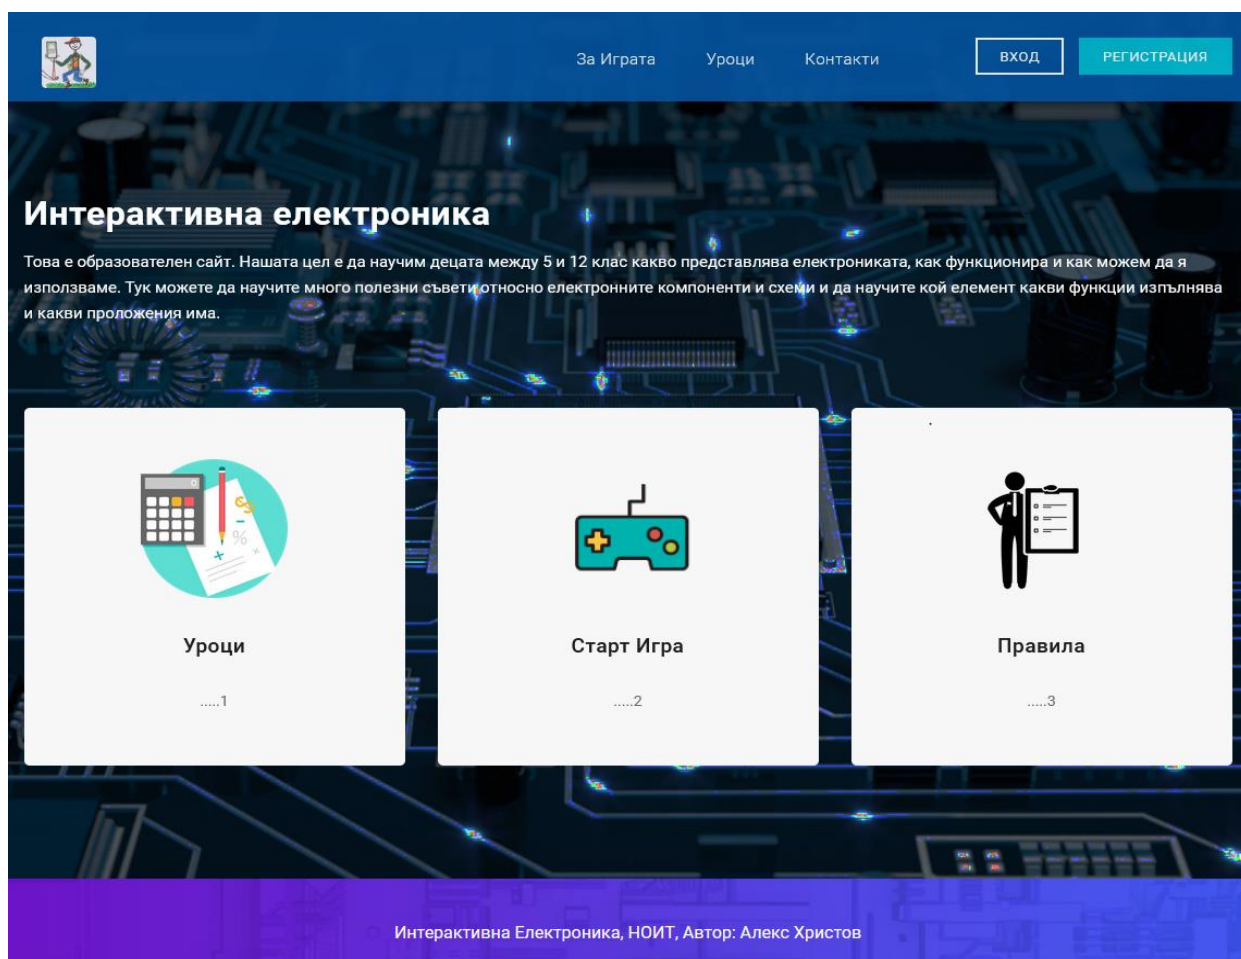 За Играта Уроци Контакти ВХОД РЕГИСТРАЦИЯ
Интерактивна електроника
Това е образователен сайт. Нашата цел е да научим децата между 5 и 12 клас какво представлява електрониката, как функционира и как можем да я
използваме. Тук можете да научите много полезни съвети относно електронните компоненти и схеми и да научите кой елемент какви функции изпълнява
и какви проложения има.
Уроци
.....1
Старт Игра
.....2
Правила
.....3
Интерактивна Електроника, НОИТ, Автор: Алекс Христов